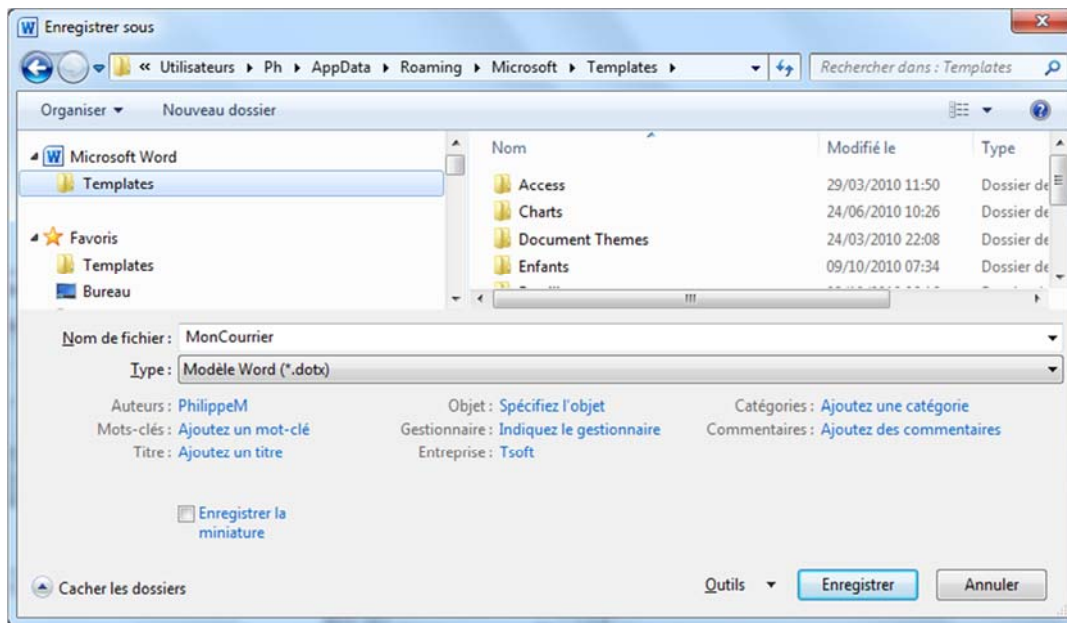 Enregistrer sous
« Utilisateurs Ph AppData Roaming Microsoft Templates
Rechercher dans : Templates
Organiser Nouveau dossier
Microsoft Word
Templates
Favoris
Templates
Bureau
Nom Modifié le Type
Access 29/03/2010 11:50 Dossier de
Charts 24/06/2010 10:26 Dossier de
Document Themes 24/03/2010 22:08 Dossier de
Enfants 09/10/2010 07:34 Dossier de
Nom de fichier : MonCourrier
Type : Modèle Word (*.dotx)
Auteurs : PhilippeM Objet : Spécifiez l'objet Catégories : Ajoutez une catégorie
Mots-clés : Ajoutez un mot-clé Gestionnaire : Indiquez le gestionnaire Commentaires : Ajoutez des commentaires
Titre : Ajoutez un titre Entreprise : Tsoft
Enregistrer la
miniature
Cacher les dossiers Outils Enregistrer Annuler